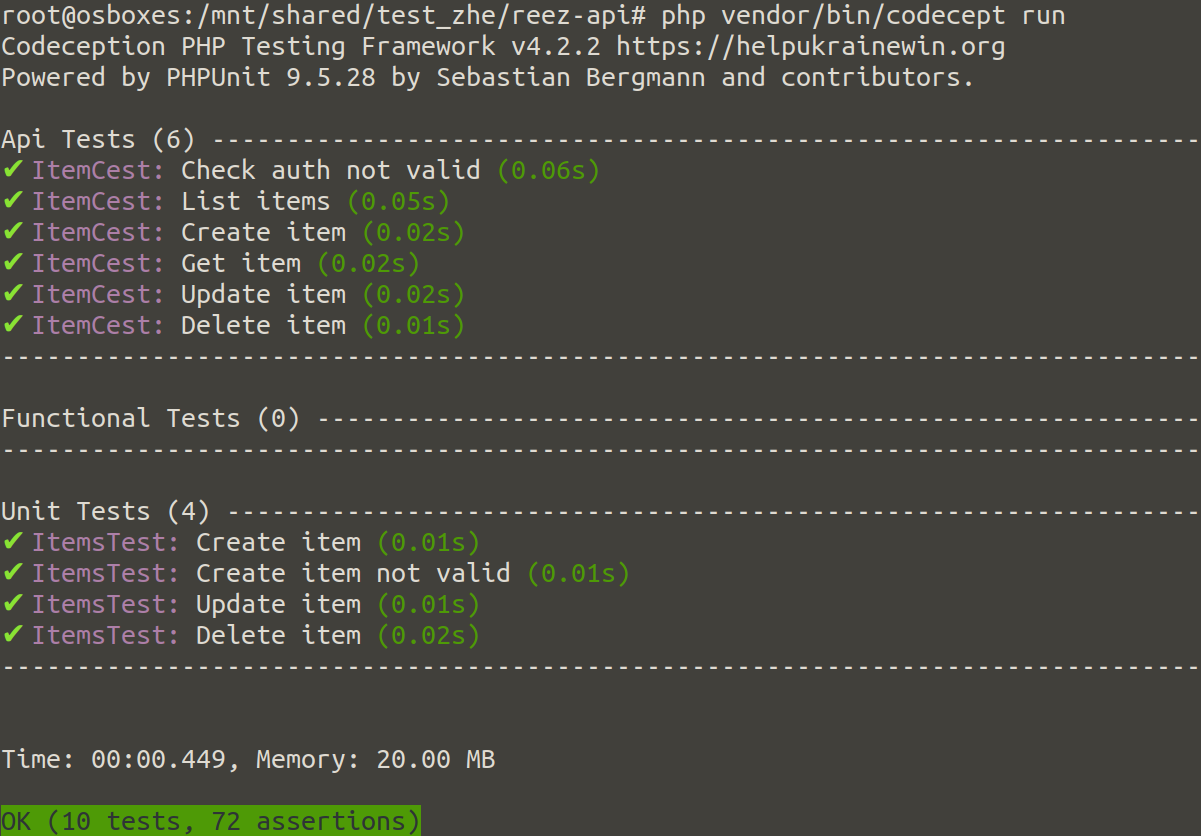 root@osboxes:/mnt/shared/test_zhe/reez-api# php vendor/bin/codecept run
Codeception PHP Testing Framework v4.2.2 https://helpukrainewin.org
Powered by PHPUnit 9.5.28 by Sebastian Bergmann and contributors.

Api Tests (6) ------------------------------------------------------------------
✔ ItemCest: Check auth not valid (0.06s)
✔ ItemCest: List items (0.05s)
✔ ItemCest: Create item (0.02s)
✔ ItemCest: Get item (0.02s)
✔ ItemCest: Update item (0.02s)
✔ ItemCest: Delete item (0.01s)
--------------------------------------------------------------------------------

Functional Tests (0) -----------------------------------------------------------
--------------------------------------------------------------------------------

Unit Tests (4) -----------------------------------------------------------------
✔ ItemsTest: Create item (0.01s)
✔ ItemsTest: Create item not valid (0.01s)
✔ ItemsTest: Update item (0.01s)
✔ ItemsTest: Delete item (0.02s)
--------------------------------------------------------------------------------

Time: 00:00.449, Memory: 20.00 MB

OK (10 tests, 72 assertions)